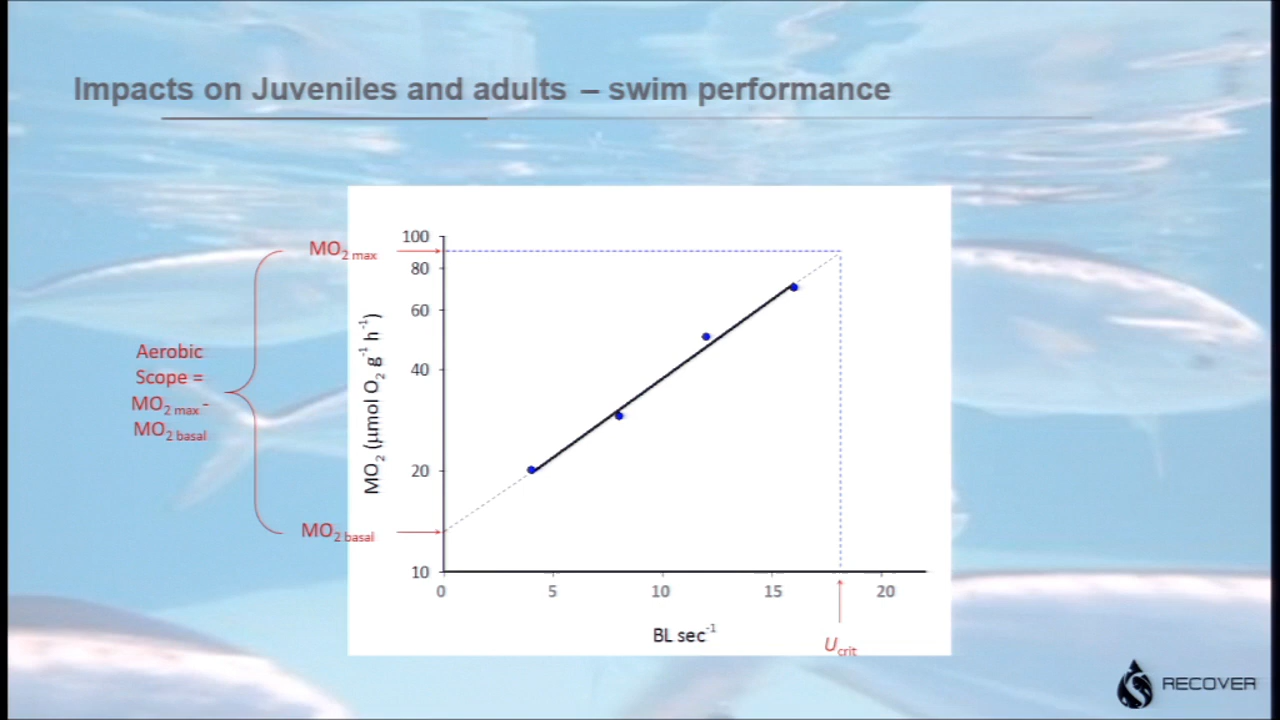 Impacts on Juveniles and adults – swim performance
MO2 max
Aerobic
Scope =
MO2 max -
MO2 basal
MO2 basal
100
80
60
40
20
10
MO2 (µmol O2 g-1 h-1)
0 5 10 15 20
BL sec-1
Ucrit
RECOVER